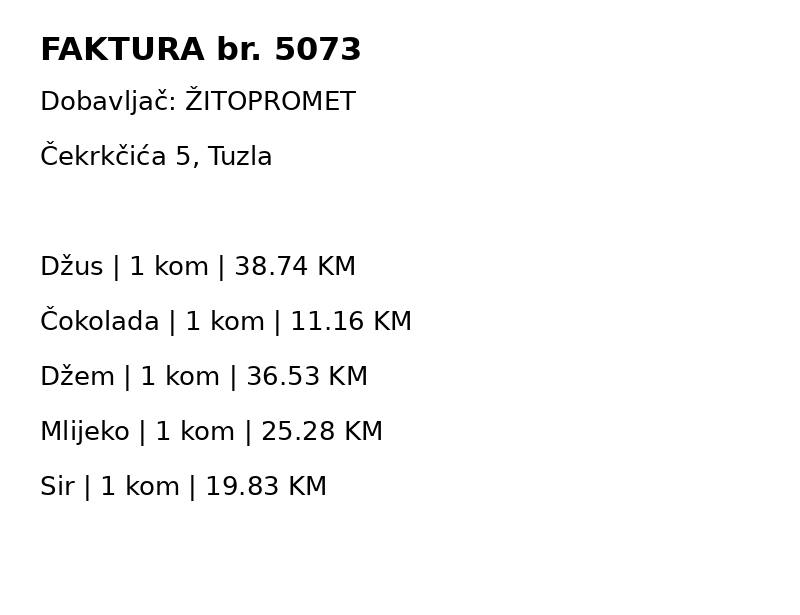 FAKTURA br. 5073
Dobavljač: ŽITOPROMET
Čekrkčića 5, Tuzla
Džus | 1 kom | 38.74 KM
Čokolada | 1 kom | 11.16 KM
Džem | 1 kom | 36.53 KM
Mlijeko | 1 kom | 25.28 KM
Sir | 1 kom | 19.83 KM